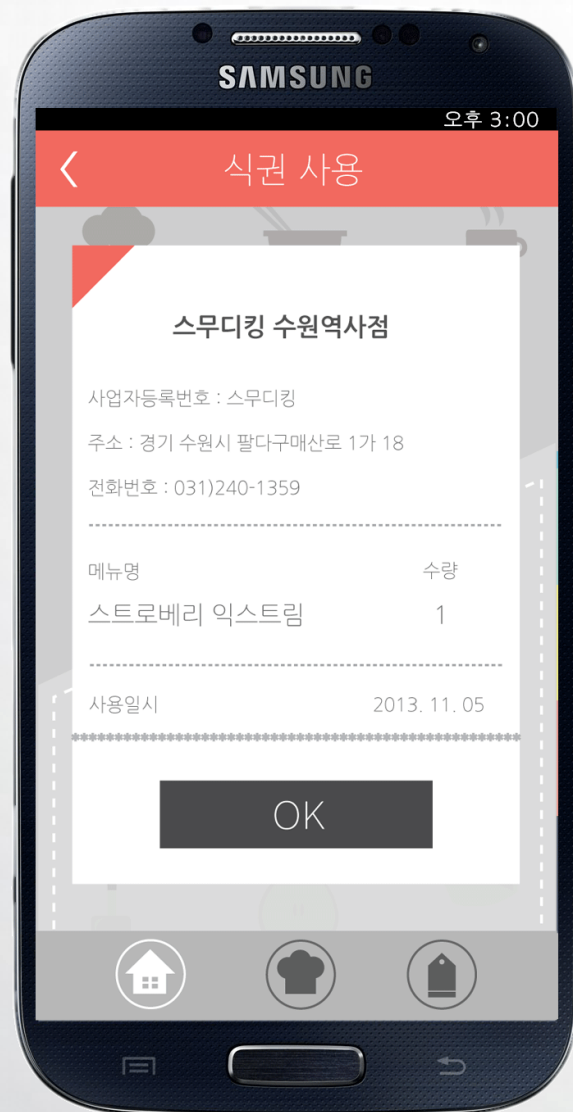 SAMSUNG
오후 3:00
식권 사용
스무디킹 수원역사점
사업자등록번호 : 스무디킹
주소 : 경기 수원시 팔다구매산로 1가 18
전화번호 : 031)240-1359
메뉴명 수량
스트로베리 익스트림 1
사용일시 2013. 11. 05
OK